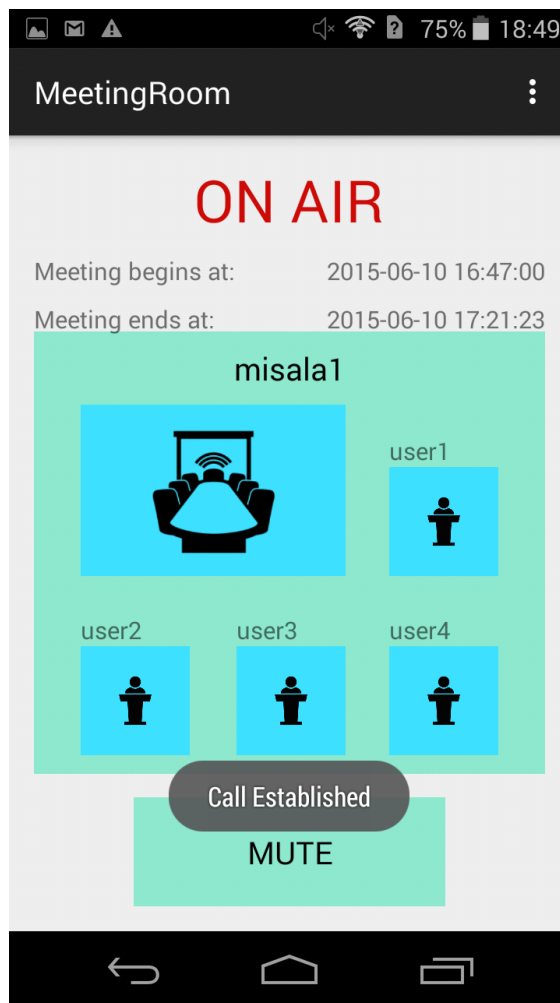 75% 18:49
MeetingRoom
ON AIR
Meeting begins at: 2015-06-10 16:47:00
Meeting ends at: 2015-06-10 17:21:23
misala1
user1
user2 user3 user4
Call Established
MUTE